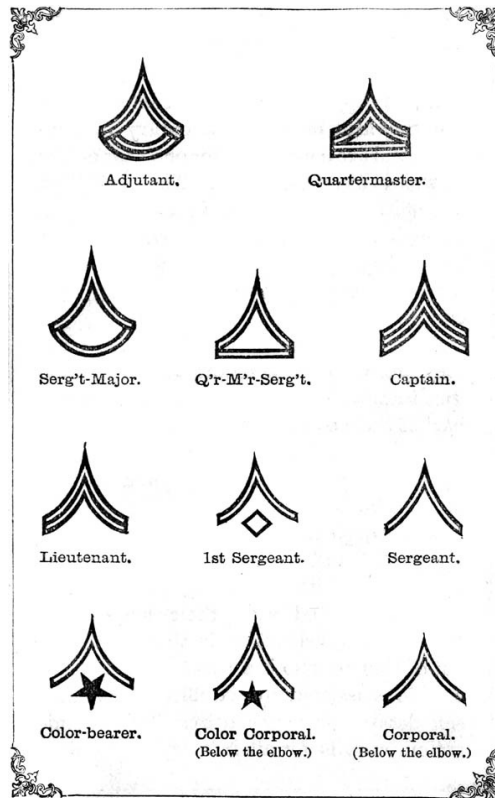 Adjutant.
Quartermaster.
Serg't-Major.
Q'r-M'r-Serg't.
Captain.
Lieutenant.
1st Sergeant.
Sergeant.
Color-bearer.
Color Corporal.
(Below the elbow.)
Corporal.
(Below the elbow.)